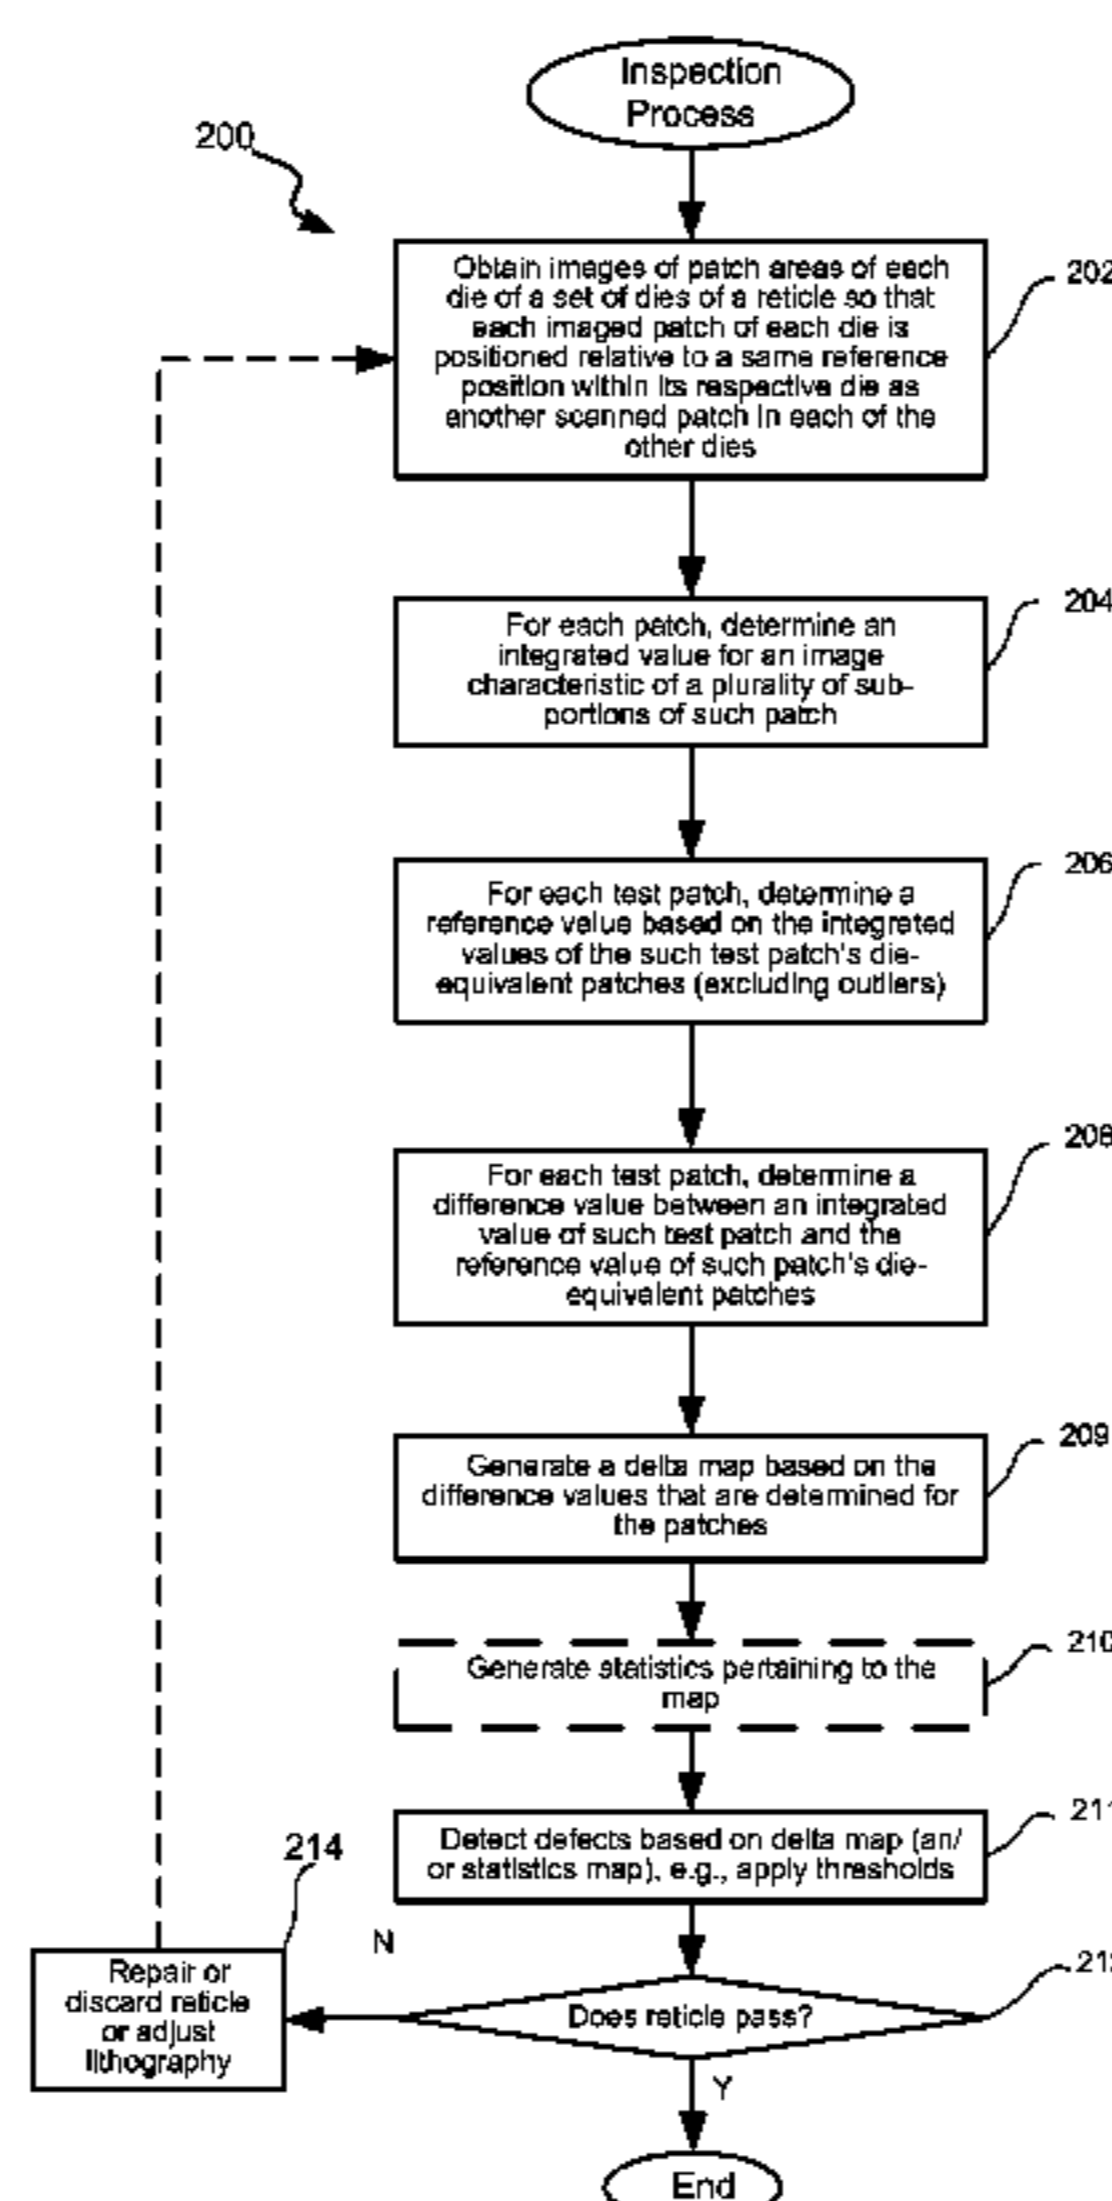 Inspection
Process
200
Obtain images of patch areas of each
die of a set of dies of a reticle so that
each imaged patch of each die is
positioned relative to a same reference
position within its respective die as
another scanned patch in each of the
other dies
202
For each patch, determine an
integrated value for an image
characteristic of a plurality of sub-
portions of such patch
204
For each test patch, determine a
reference value based on the integrated
values of the such test patch's die-
equivalent patches (excluding outliers)
206
For each test patch, determine a
difference value between an integrated
value of such test patch and the
reference value of such patch's die-
equivalent patches
208
Generate a delta map based on the
difference values that are determined for
the patches
209
Generate statistics pertaining to the
map
210
Detect defects based on delta map (an/
or statistics map), e.g., apply thresholds
211
214
N
Repair or
discard reticle
or adjust
lithography
Does reticle pass?
Y
End